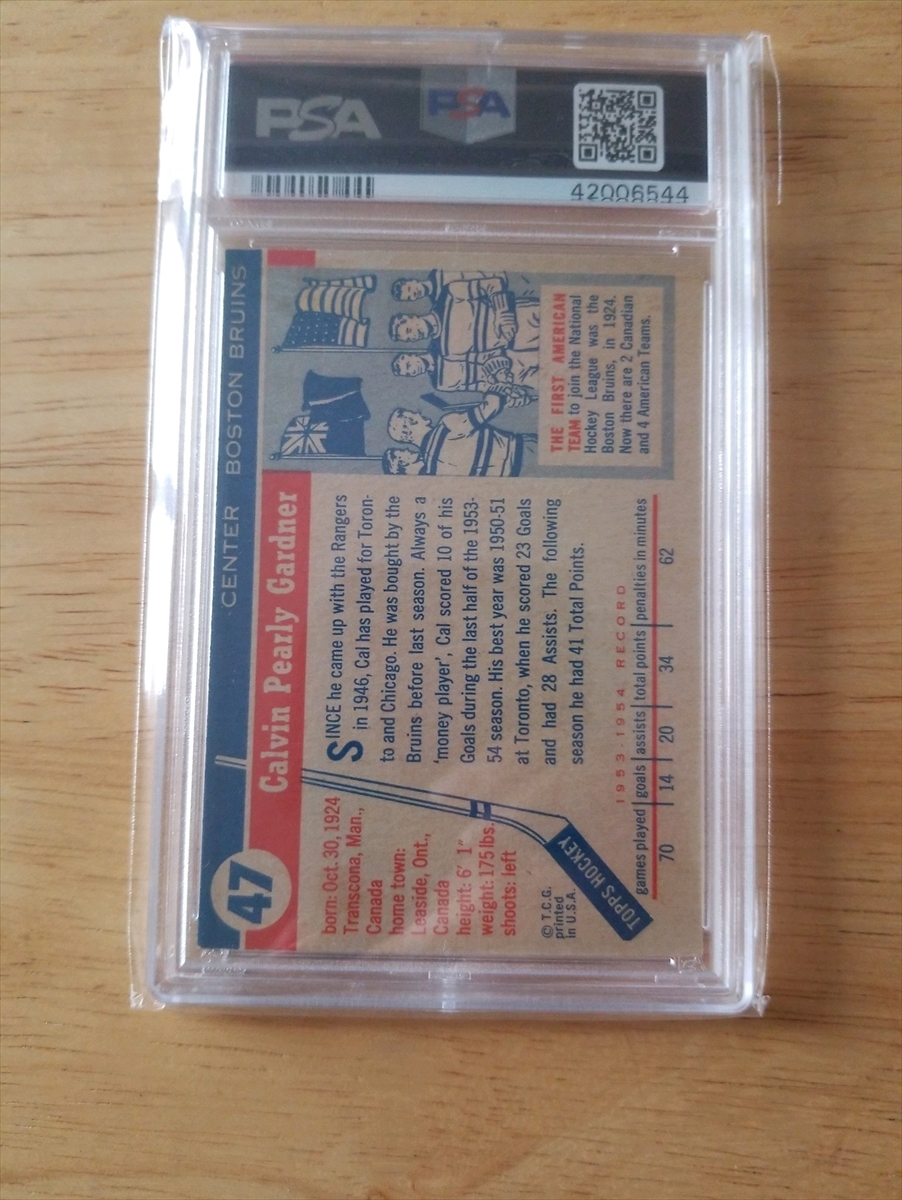 PSA
PSA
42006544
47
CENTER BOSTON BRUINS
Calvin Pearly Gardner
born: Oct. 30, 1924
Transcona, Man.,
Canada
home town:
Leaside, Ont.,
Canada
height: 6' 1"
weight: 175 lbs.
shoots: left
© T.C.G.
printed
in U.S.A.
TOPPS HOCKEY
SINCE he came up with the Rangers
in 1946, Cal has played for Toron-
to and Chicago. He was bought by the
Bruins before last season. Always a
'money player', Cal scored 10 of his
Goals during the last half of the 1953-
54 season. His best year was 1950-51
at Toronto, when he scored 23 Goals
and had 28 Assists. The following
season he had 41 Total Points.
THE FIRST AMERICAN
TEAM to join the National
Hockey League was the
Boston Bruins, in 1924.
Now there are 2 Canadian
and 4 American Teams.
1953-1954 RECORD
games played goals assists total points penalties in minutes
70 14 20 34 62